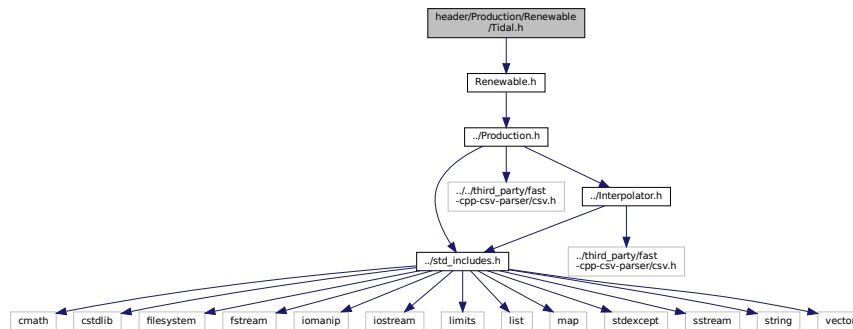 header/Production/Renewable
/Tidal.h
Renewable.h
../Production.h
../../third_party/fast
-cpp-csv-parser/csv.h
../Interpolator.h
../std_includes.h
../third_party/fast
-cpp-csv-parser/csv.h
cmath
cstdlib
filesystem
fstream
iomanip
iostream
limits
list
map
stdexcept
sstream
string
vector